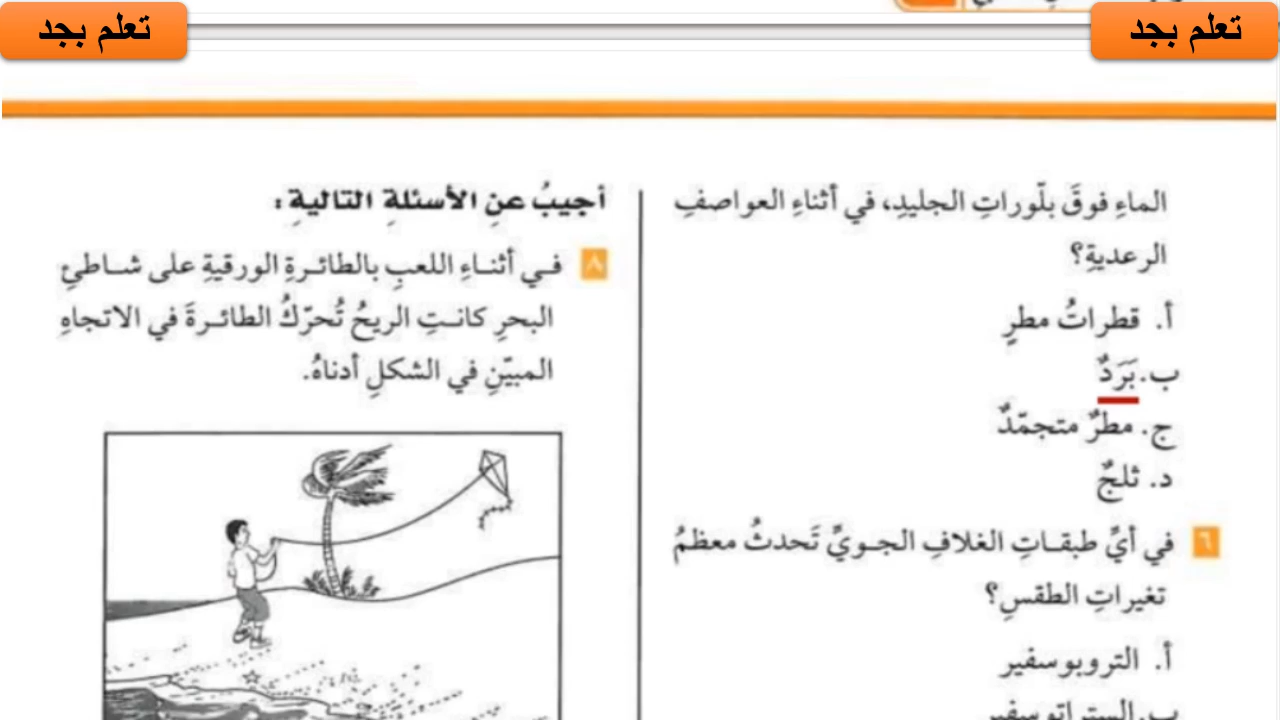 تعلم بجد
تعلم بجد
الماءِ فوقَ بلّوراتِ الجليدِ، في أثناءِ العواصفِ
الرعديةِ؟
أ. قطراتُ مطرٍ
ب. بَرَدٌ
ج. مطرٌ متجمّدٌ
د. ثلجٌ
٦ في أيِّ طبقاتِ الغلافِ الجويِّ تَحدثُ معظمُ
تغيراتِ الطقسِ؟
أ. التروبوسفير
ب. الستراتوسفير
أجيبُ عنِ الأسئلةِ التاليةِ:
٨ في أثناءِ اللعبِ بالطائرةِ الورقيةِ على شاطئِ
البحرِ كانتِ الريحُ تُحرّكُ الطائرةَ في الاتجاهِ
المبيّنِ في الشكلِ أدناهُ.